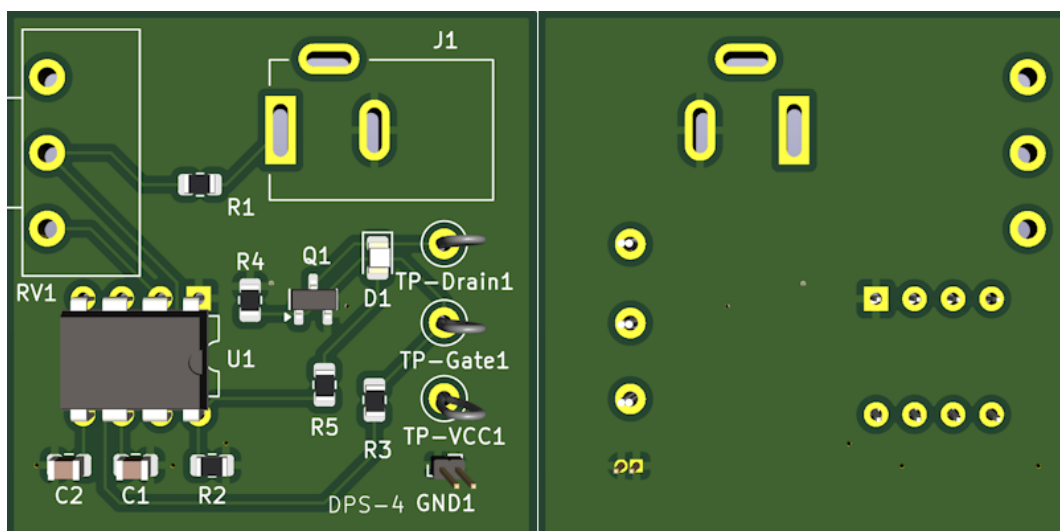 J1
R1
RV1
R4
Q1
D1
TP-Drain1
U1
TP-Gate1
R5
R3
TP-VCC1
C2
C1
R2
DPS-4
GND1